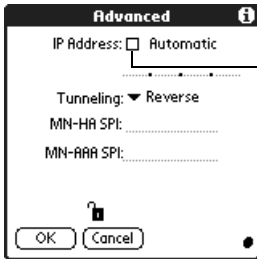 Advanced
IP Address: Automatic
Tunneling: Reverse
MN-HA SPI:
MN-AAA SPI:
OK Cancel